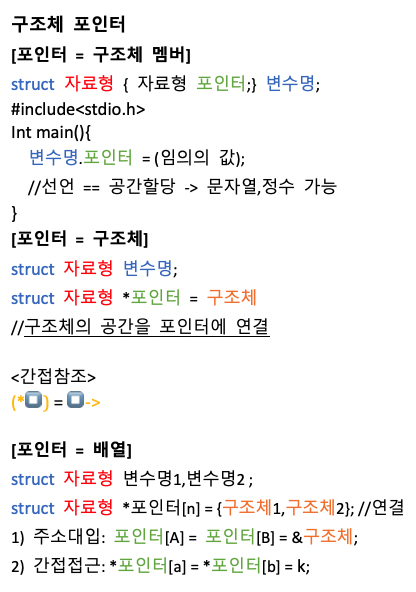 구조체 포인터
[포인터 = 구조체 멤버]
struct 자료형 { 자료형 포인터;} 변수명;
#include<stdio.h>
Int main(){
변수명.포인터 = (임의의 값);
//선언 == 공간할당 -> 문자열,정수 가능
}
[포인터 = 구조체]
struct 자료형 변수명;
struct 자료형 *포인터 = 구조체
//구조체의 공간을 포인터에 연결
<간접참조>
(*⏹) = ⏹->
[포인터 = 배열]
struct 자료형 변수명1,변수명2 ;
struct 자료형 *포인터[n] = {구조체1,구조체2}; //연결
1) 주소대입: 포인터[A] = 포인터[B] = &구조체;
2) 간접접근: *포인터[a] = *포인터[b] = k;